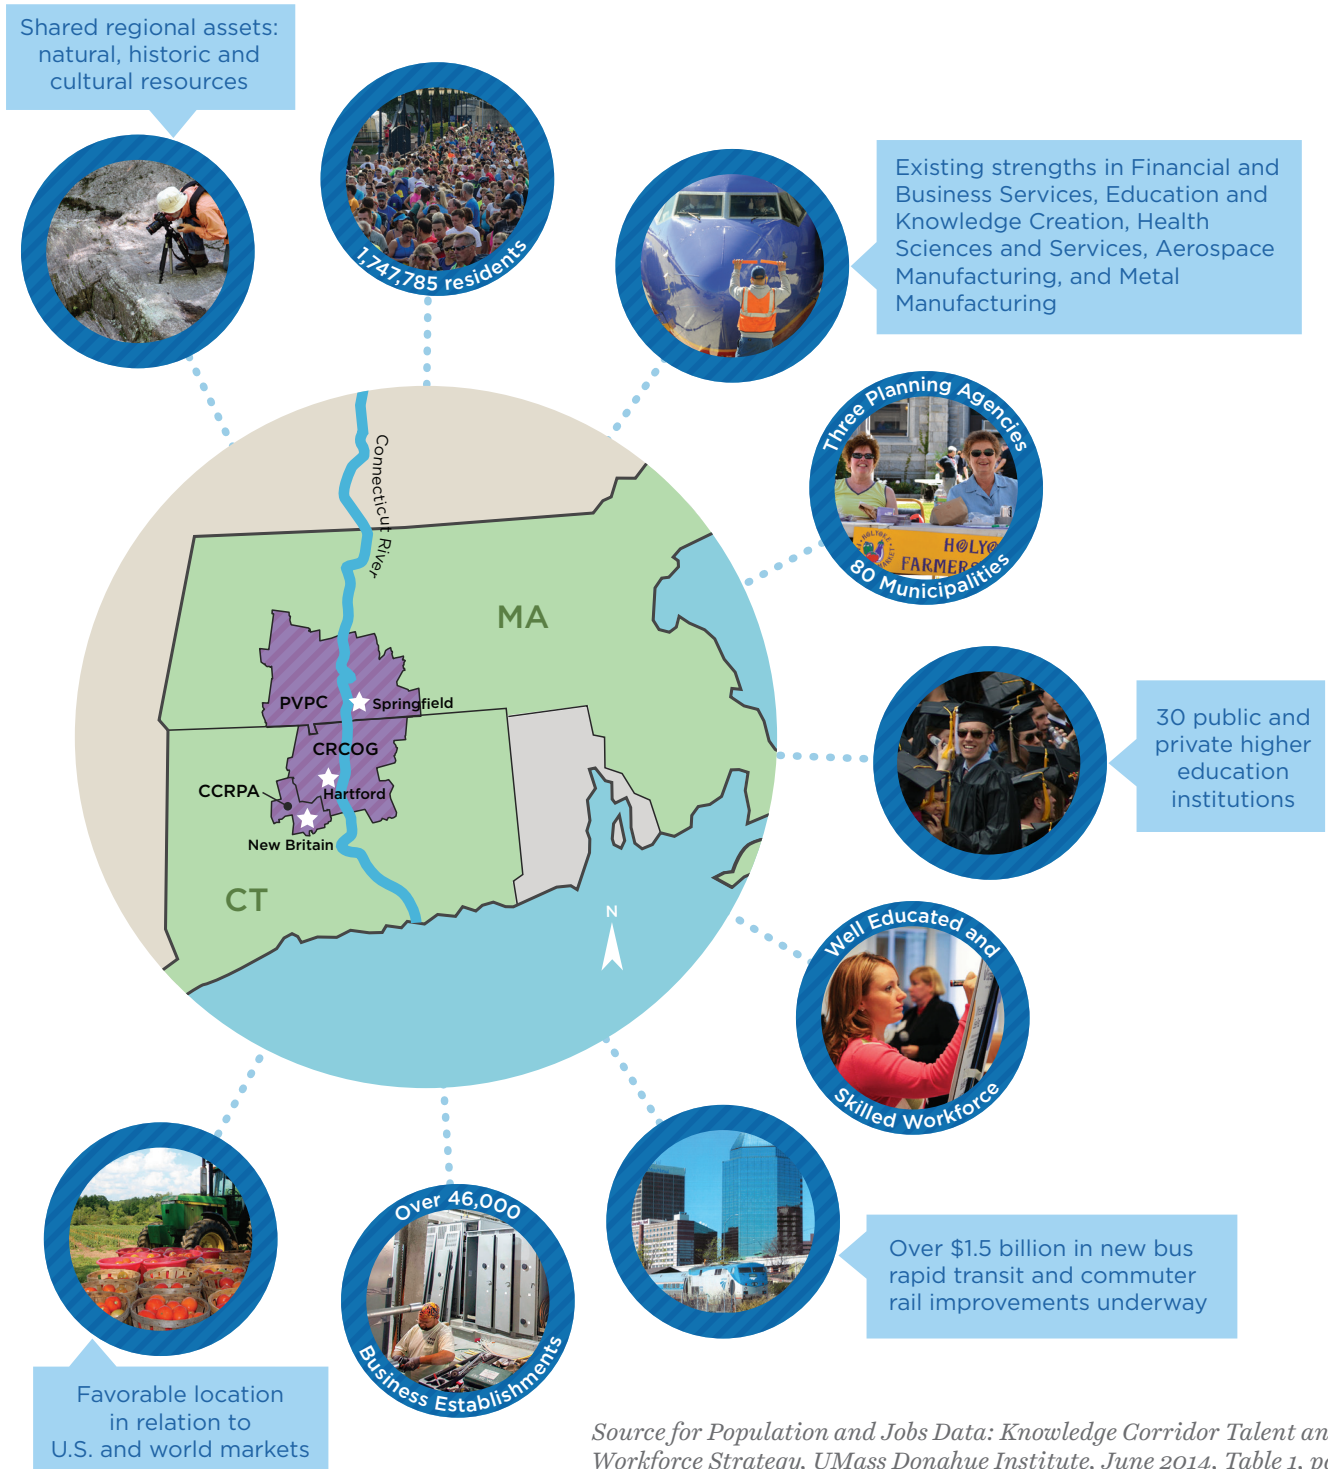 Shared regional assets:
natural, historic and
cultural resources
1,747,785 residents
Existing strengths in Financial and
Business Services, Education and
Knowledge Creation, Health
Sciences and Services, Aerospace
Manufacturing, and Metal
Manufacturing
Three Planning Agencies
HOLYOKE
HOLYO
FARMERS
80 Municipalities
Connecticut River
MA
PVPC
Springfield
CRCOG
CCRPA
Hartford
New Britain
CT
N
30 public and
private higher
education
institutions
Well Educated and
Skilled Workforce
Over $1.5 billion in new bus
rapid transit and commuter
rail improvements underway
Over 46,000
Business Establishments
Favorable location
in relation to
U.S. and world markets
Source for Population and Jobs Data: Knowledge Corridor Talent an
Workforce Strategy, UMass Donahue Institute, June 2014, Table 1, pa